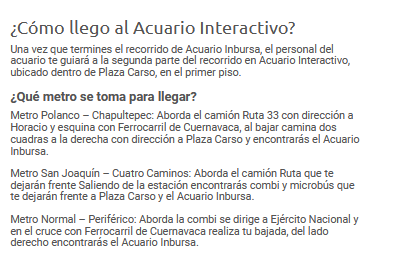 ¿Cómo llego al Acuario Interactivo?
Una vez que termines el recorrido de Acuario Inbursa, el personal del
acuario te guiará a la segunda parte del recorrido en Acuario Interactivo,
ubicado dentro de Plaza Carso, en el primer piso.
¿Qué metro se toma para llegar?
Metro Polanco – Chapultepec: Aborda el camión Ruta 33 con dirección a
Horacio y esquina con Ferrocarril de Cuernavaca, al bajar camina dos
cuadras a la derecha con dirección a Plaza Carso y encontrarás el Acuario
Inbursa.
Metro San Joaquín – Cuatro Caminos: Aborda el camión Ruta que te
dejarán frente Saliendo de la estación encontrarás combi y microbús que
te dejarán frente a Plaza Carso y el Acuario Inbursa.
Metro Normal – Periférico: Aborda la combi se dirige a Ejército Nacional y
en el cruce con Ferrocarril de Cuernavaca realiza tu bajada, del lado
derecho encontrarás el Acuario Inbursa.